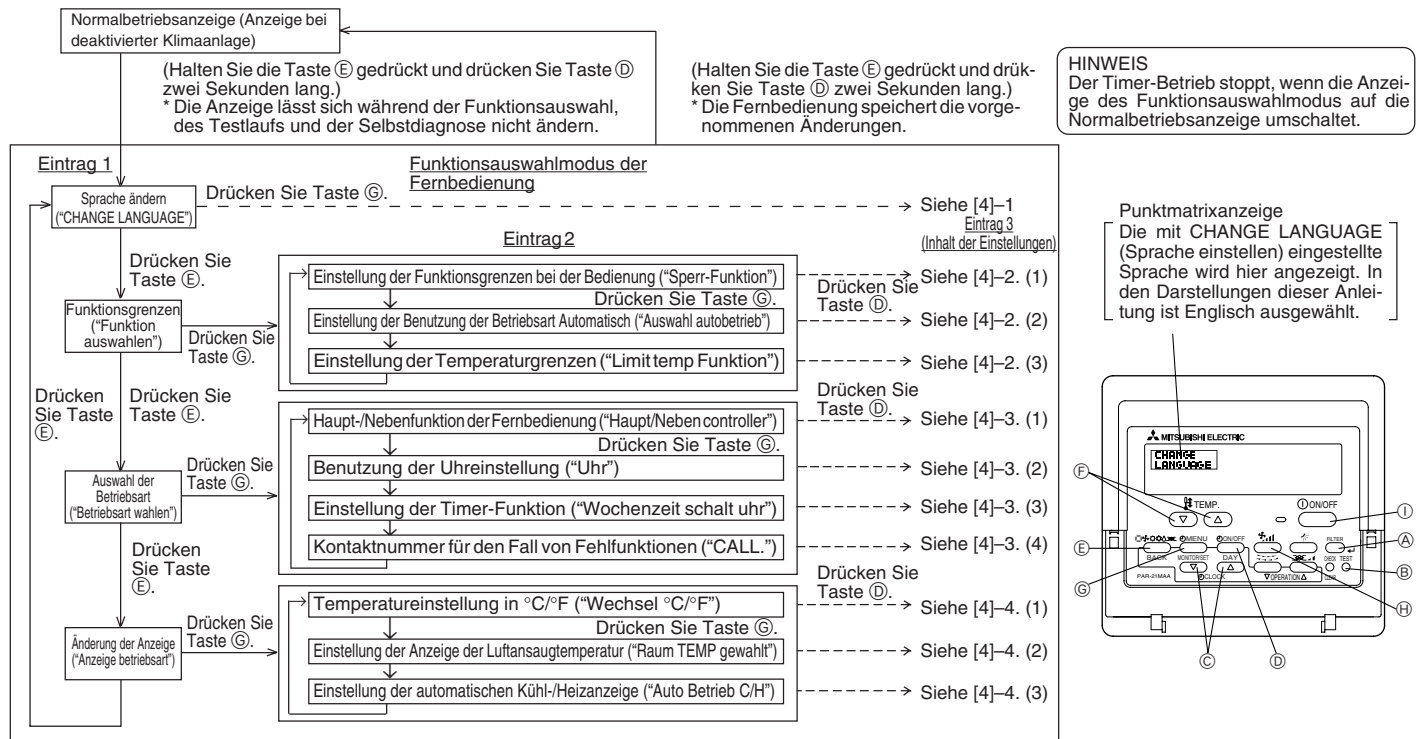 Normalbetriebsanzeige (Anzeige bei
deaktivierter Klimaanlage)
(Halten Sie die Taste Ⓔ gedrückt und drücken Sie Taste Ⓓ
zwei Sekunden lang.)
* Die Anzeige lässt sich während der Funktionsauswahl,
des Testlaufs und der Selbstdiagnose nicht ändern.
(Halten Sie die Taste Ⓔ gedrückt und drük-
ken Sie Taste Ⓓ zwei Sekunden lang.)
* Die Fernbedienung speichert die vorge-
nommenen Änderungen.
HINWEIS
Der Timer-Betrieb stoppt, wenn die Anzei-
ge des Funktionsauswahlmodus auf die
Normalbetriebsanzeige umschaltet.
Eintrag 1
Funktionsauswahlmodus der
Fernbedienung
Sprache ändern
(“CHANGE LANGUAGE”)
Drücken Sie Taste Ⓖ.
Siehe [4]–1
Eintrag 3
(Inhalt der Einstellungen)
Eintrag 2
Drücken Sie
Taste Ⓔ.
Funktionsgrenzen
(“Funktion
auswahlen”)
Drücken Sie
Taste Ⓖ.
Einstellung der Funktionsgrenzen bei der Bedienung (“Sperr-Funktion”)
Drücken Sie Taste Ⓖ.
Einstellung der Benutzung der Betriebsart Automatisch (“Auswahl autobetrieb”)
Einstellung der Temperaturgrenzen (“Limit temp Funktion”)
Drücken Sie
Taste Ⓓ.
Siehe [4]–2. (1)
Siehe [4]–2. (2)
Siehe [4]–2. (3)
Drücken
Sie Taste
Ⓔ.
Drücken Sie
Taste Ⓔ.
Auswahl der
Betriebsart
(“Betriebsart wahlen”)
Drücken Sie
Taste Ⓖ.
Haupt-/Nebenfunktion der Fernbedienung (“Haupt/Neben controller”)
Drücken Sie Taste Ⓖ.
Benutzung der Uhreinstellung (“Uhr”)
Einstellung der Timer-Funktion (“Wochenzeit schalt uhr”)
Kontaktnummer für den Fall von Fehlfunktionen (“CALL.”)
Drücken Sie
Taste Ⓓ.
Siehe [4]–3. (1)
Siehe [4]–3. (2)
Siehe [4]–3. (3)
Siehe [4]–3. (4)
Drücken Sie
Taste Ⓔ.
Änderung der Anzeige
(“Anzeige betriebsart”)
Drücken Sie
Taste Ⓖ.
Temperatureinstellung in °C/°F (“Wechsel °C/°F”)
Drücken Sie Taste Ⓖ.
Einstellung der Anzeige der Luftansaugtemperatur (“Raum TEMP gewahlt”)
Einstellung der automatischen Kühl-/Heizanzeige (“Auto Betrieb C/H”)
Drücken Sie
Taste Ⓓ.
Siehe [4]–4. (1)
Siehe [4]–4. (2)
Siehe [4]–4. (3)
Punktmatrixanzeige
Die mit CHANGE LANGUAGE
(Sprache einstellen) eingestellte
Sprache wird hier angezeigt. In
den Darstellungen dieser Anlei-
tung ist Englisch ausgewählt.
MITSUBISHI ELECTRIC
CHANGE
LANGUAGE
Ⓕ
TEMP.
ON/OFF
Ⓘ
Ⓔ
MENU
ON/OFF
FILTER
Ⓐ
BACK
MONITOR/SET
DAY
CHECK TEST
Ⓑ
PAR-21MAA
CLOCK
OPERATION
CLEAR
Ⓖ
Ⓗ
Ⓒ
Ⓓ